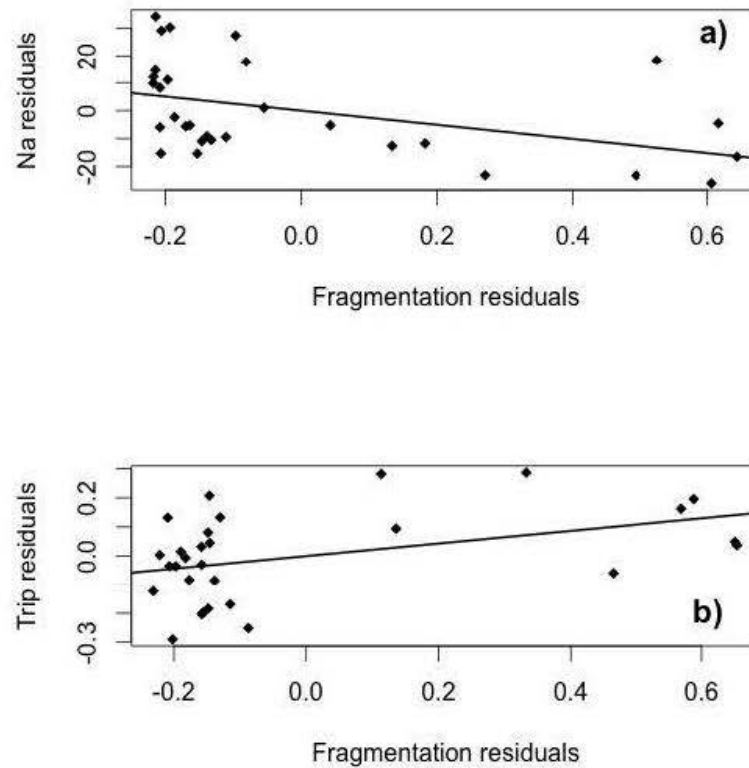 a)
Na residuals
20
0
-20
-0.2 0.0 0.2 0.4 0.6
Fragmentation residuals
Trip residuals
0.2
0.0
-0.3
b)
-0.2 0.0 0.2 0.4 0.6
Fragmentation residuals